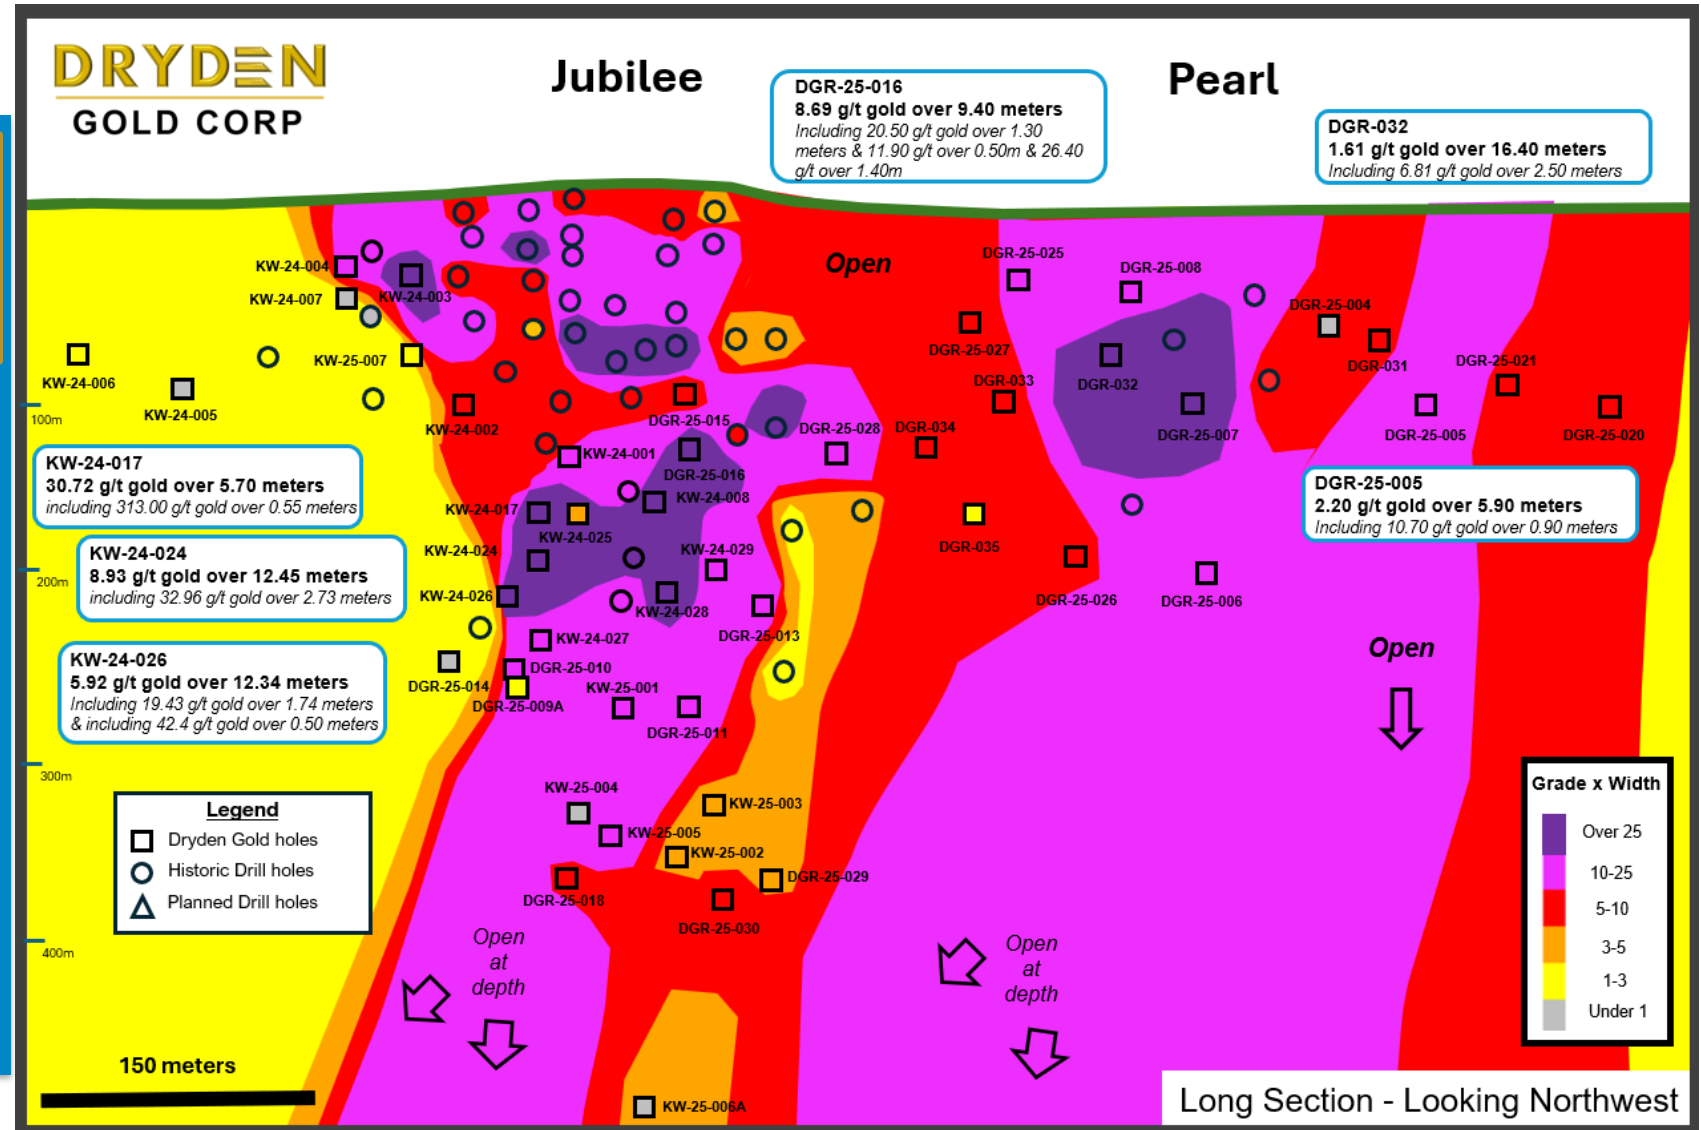 DRYDEN
GOLD CORP
Jubilee
Pearl
DGR-25-016
8.69 g/t gold over 9.40 meters
Including 20.50 g/t gold over 1.30
meters & 11.90 g/t over 0.50m & 26.40
g/t over 1.40m
DGR-032
1.61 g/t gold over 16.40 meters
Including 6.81 g/t gold over 2.50 meters
Open
DGR-25-025
DGR-25-008
KW-24-004
KW-24-007
KW-24-003
DGR-25-004
DGR-25-027
DGR-031
DGR-25-021
KW-25-007
KW-24-006
KW-24-005
DGR-033
DGR-032
100m
KW-24-002
DGR-25-015
DGR-25-028
DGR-034
DGR-25-007
DGR-25-005
DGR-25-020
KW-24-001
DGR-25-016
KW-24-017
30.72 g/t gold over 5.70 meters
including 313.00 g/t gold over 0.55 meters
DGR-25-005
2.20 g/t gold over 5.90 meters
Including 10.70 g/t gold over 0.90 meters
KW-24-008
KW-24-017
KW-24-025
KW-24-024
KW-24-029
DGR-035
KW-24-024
8.93 g/t gold over 12.45 meters
including 32.96 g/t gold over 2.73 meters
200m
KW-24-026
KW-24-028
DGR-25-026
DGR-25-006
KW-24-027
DGR-25-013
Open
KW-24-026
5.92 g/t gold over 12.34 meters
Including 19.43 g/t gold over 1.74 meters
& including 42.4 g/t gold over 0.50 meters
DGR-25-010
DGR-25-014
KW-25-001
DGR-25-009A
DGR-25-011
300m
KW-25-004
KW-25-003
KW-25-005
KW-25-002
DGR-25-029
DGR-25-018
DGR-25-030
Legend
Dryden Gold holes
Historic Drill holes
Planned Drill holes
Grade x Width
Over 25
10-25
5-10
3-5
1-3
Under 1
400m
Open
at
depth
Open
at
depth
150 meters
KW-25-006A
Long Section - Looking Northwest